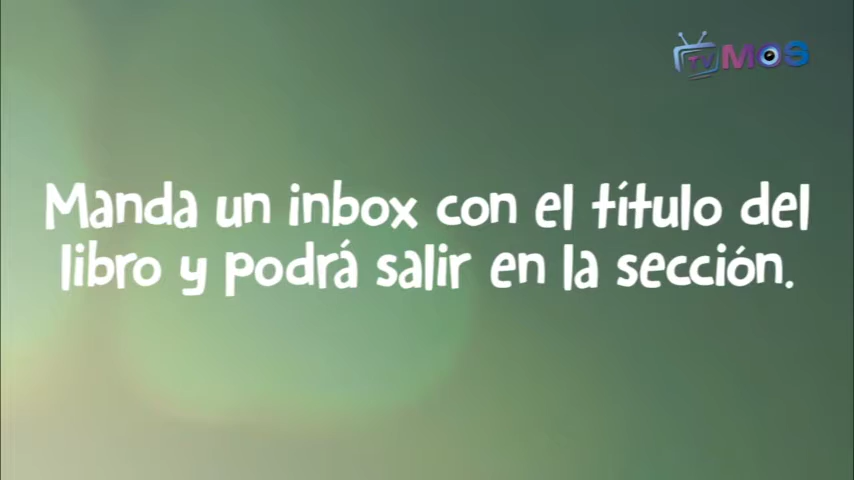 TV MOS
Manda un inbox con el título del
libro y podrá salir en la sección.